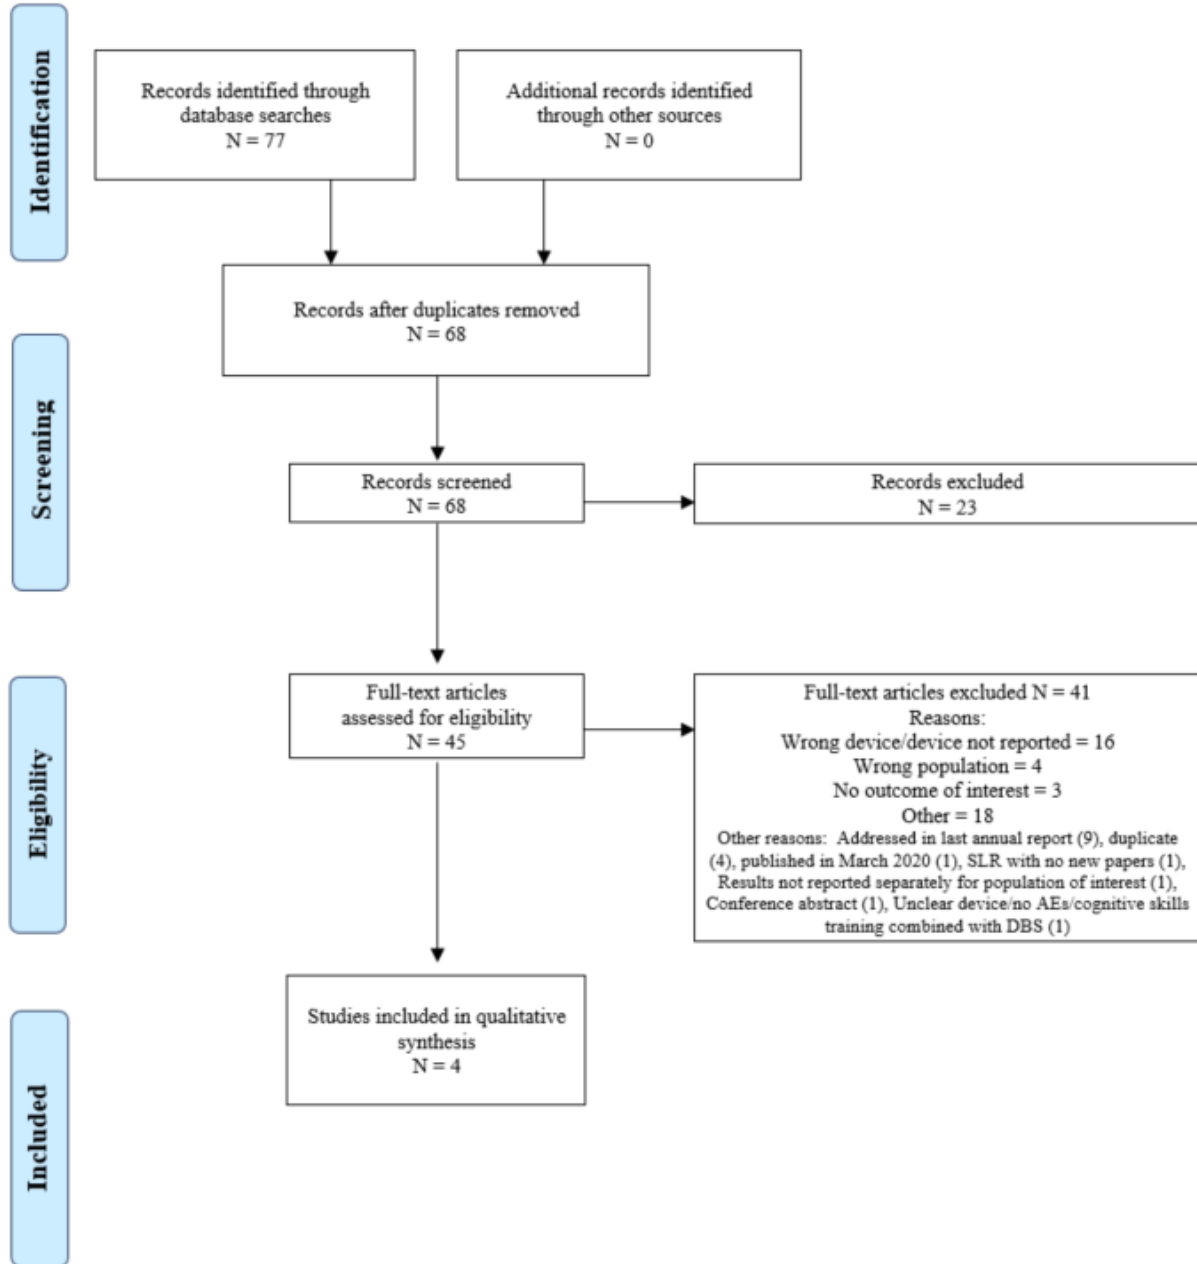 Identification
Records identified through
database searches
N = 77
Additional records identified
through other sources
N = 0
Records after duplicates removed
N = 68
Screening
Records screened
N = 68
Records excluded
N = 23
Eligibility
Full-text articles
assessed for eligibility
N = 45
Full-text articles excluded N = 41
Reasons:
Wrong device/device not reported = 16
Wrong population = 4
No outcome of interest = 3
Other = 18
Other reasons:  Addressed in last annual report (9), duplicate
(4), published in March 2020 (1), SLR with no new papers (1),
Results not reported separately for population of interest (1),
Conference abstract (1), Unclear device/no AEs/cognitive skills
training combined with DBS (1)
Included
Studies included in qualitative
synthesis
N = 4